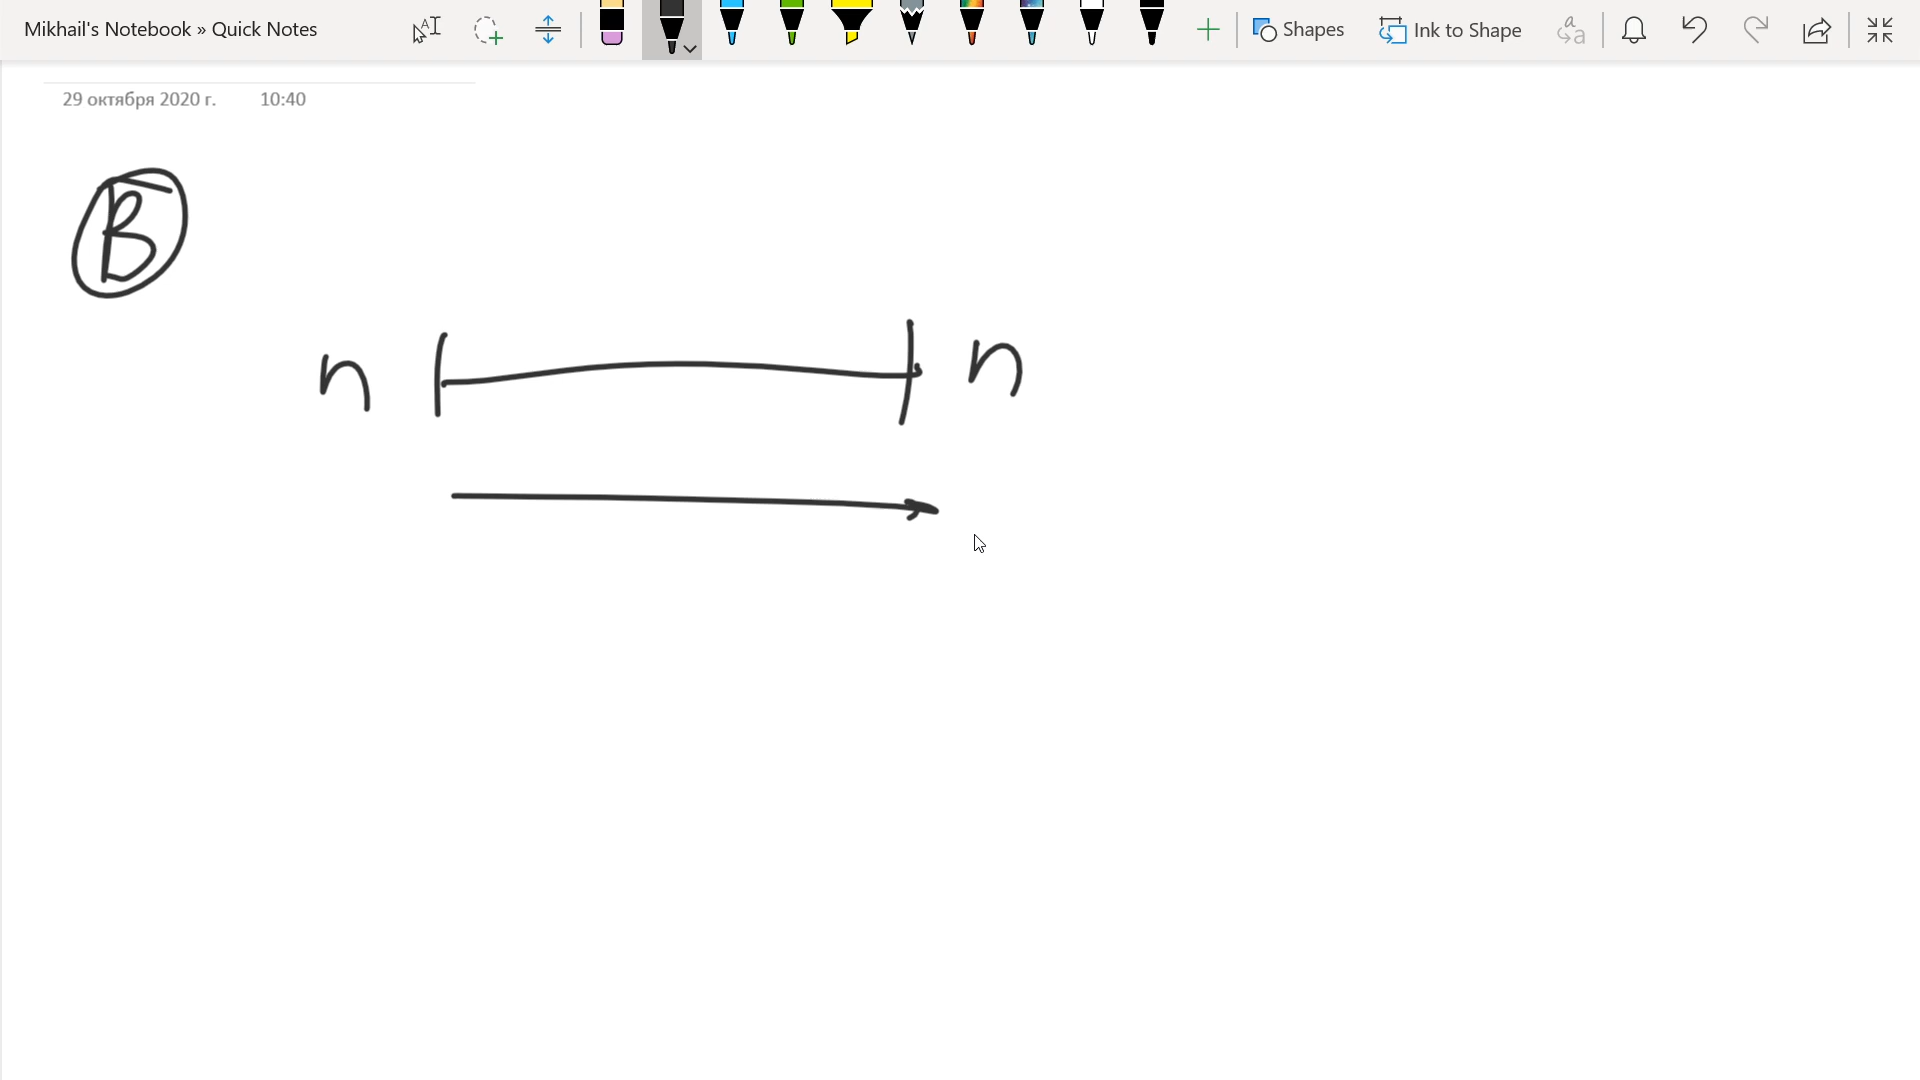 Mikhail's Notebook » Quick Notes
Shapes
Ink to Shape
29 октября 2020 г. 10:40
B
n n